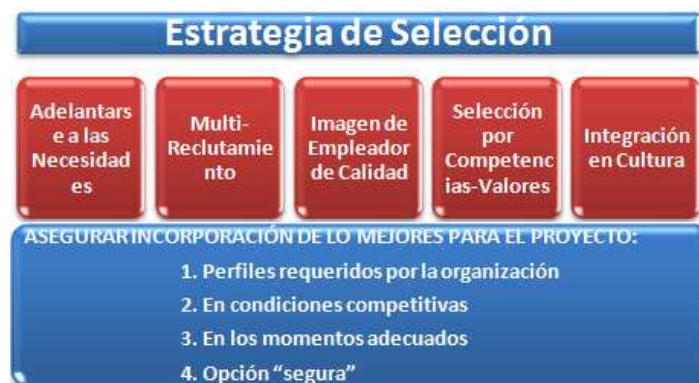 Estrategia de Selección
Adelantars
e a las
Necesidad
es
Multi-
Reclutamie
nto
Imagen de
Empleador
de Calidad
Selección
por
Competenc
ias-Valores
Integración
en Cultura
ASEGURAR INCORPORACIÓN DE LO MEJORES PARA EL PROYECTO:
1. Perfiles requeridos por la organización
2. En condiciones competitivas
3. En los momentos adecuados
4. Opción “segura”